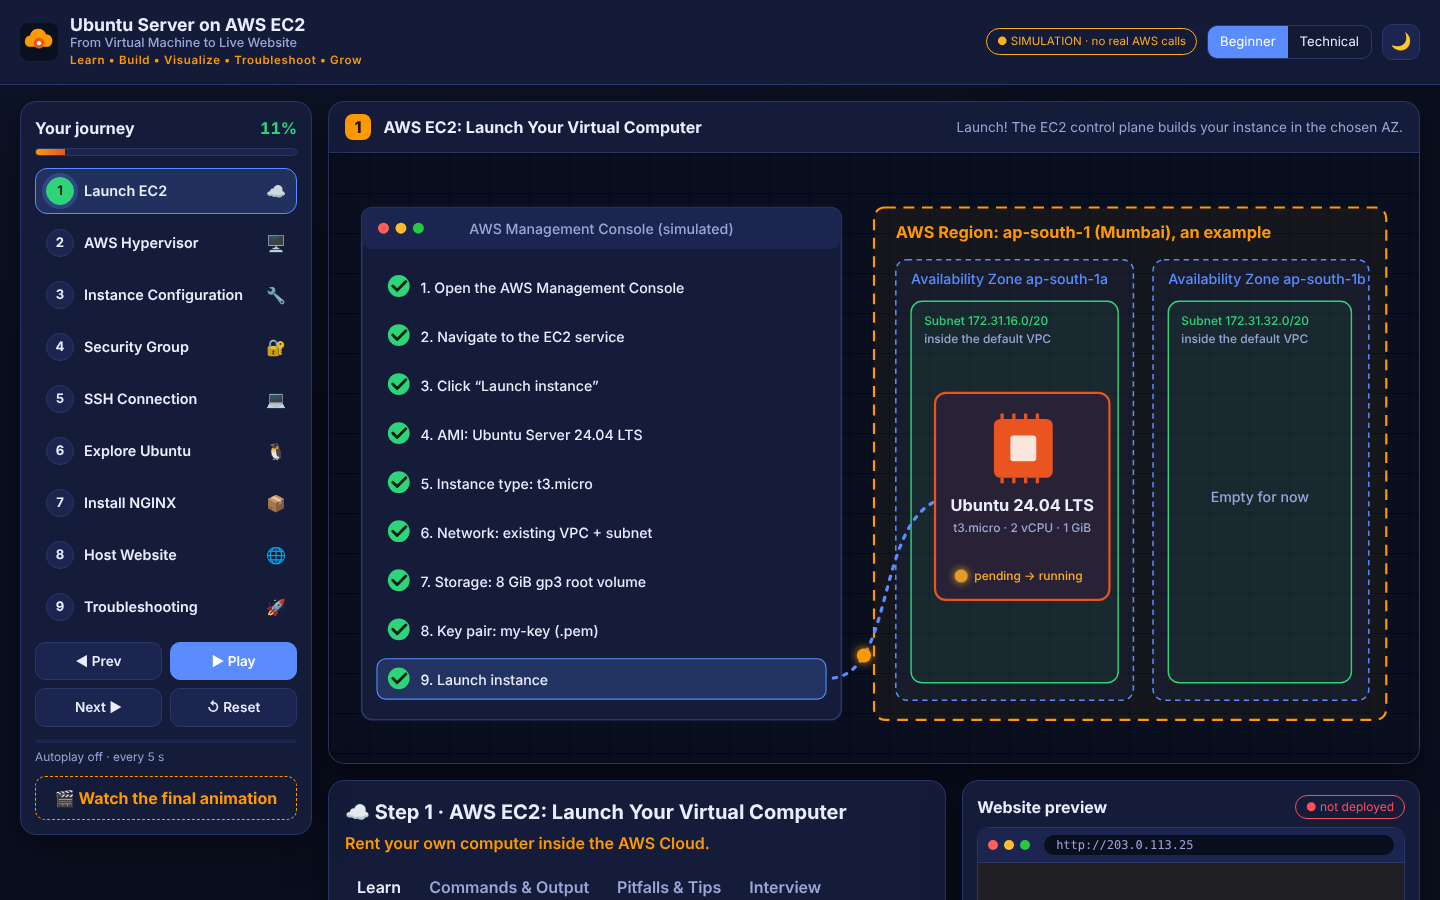 Ubuntu Server on AWS EC2
From Virtual Machine to Live Website
Learn • Build • Visualize • Troubleshoot • Grow
SIMULATION · no real AWS calls
Beginner
Technical
Your journey
11%
1
Launch EC2
2
AWS Hypervisor
3
Instance Configuration
4
Security Group
5
SSH Connection
6
Explore Ubuntu
7
Install NGINX
8
Host Website
9
Troubleshooting
◀ Prev
▶ Play
Next ▶
↺ Reset
Autoplay off · every 5 s
🎬 Watch the final animation
1
AWS EC2: Launch Your Virtual Computer
Launch! The EC2 control plane builds your instance in the chosen AZ.
AWS Management Console (simulated)
1. Open the AWS Management Console
2. Navigate to the EC2 service
3. Click “Launch instance”
4. AMI: Ubuntu Server 24.04 LTS
5. Instance type: t3.micro
6. Network: existing VPC + subnet
7. Storage: 8 GiB gp3 root volume
8. Key pair: my-key (.pem)
9. Launch instance
AWS Region: ap-south-1 (Mumbai), an example
Availability Zone ap-south-1a
Subnet 172.31.16.0/20
inside the default VPC
Ubuntu 24.04 LTS
t3.micro · 2 vCPU · 1 GiB
pending → running
Availability Zone ap-south-1b
Subnet 172.31.32.0/20
inside the default VPC
Empty for now
☁️ Step 1 · AWS EC2: Launch Your Virtual Computer
Rent your own computer inside the AWS Cloud.
Learn
Commands & Output
Pitfalls & Tips
Interview
Website preview
not deployed
http://203.0.113.25